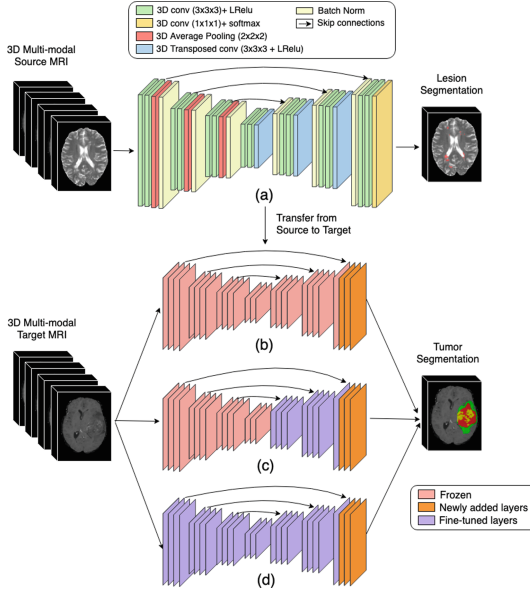 3D conv (3x3x3)+ LRelu
3D conv (1x1x1)+ softmax
3D Average Pooling (2x2x2)
3D Transposed conv (3x3x3 + LRelu)
Batch Norm
Skip connections
3D Multi-modal
Source MRI
Lesion
Segmentation
(a)
Transfer from
Source to Target
(b)
3D Multi-modal
Target MRI
Tumor
Segmentation
(c)
Frozen
Newly added layers
Fine-tuned layers
(d)